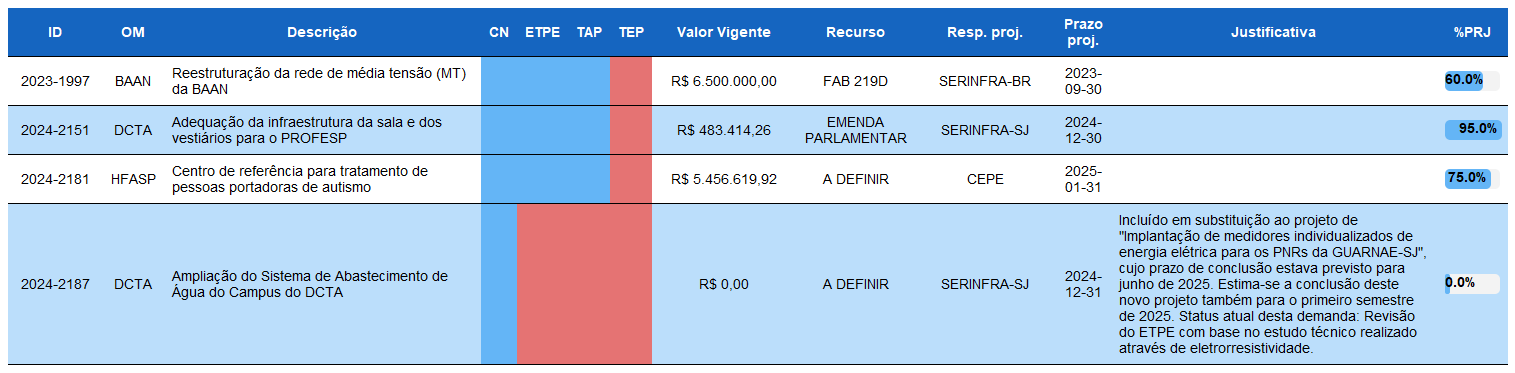 ID OM Descrição CN ETPE TAP TEP Valor Vigente Recurso Resp. proj. Prazo proj. Justificativa %PRJ
2023-1997 BAAN Reestruturação da rede de média tensão (MT) da BAAN R$ 6.500.000,00 FAB 219D SERINFRA-BR 2023-09-30 60.0%
2024-2151 DCTA Adequação da infraestrutura da sala e dos vestiários para o PROFESP R$ 483.414,26 EMENDA PARLAMENTAR SERINFRA-SJ 2024-12-30 95.0%
2024-2181 HFASP Centro de referência para tratamento de pessoas portadoras de autismo R$ 5.456.619,92 A DEFINIR CEPE 2025-01-31 75.0%
2024-2187 DCTA Ampliação do Sistema de Abastecimento de Água do Campus do DCTA R$ 0,00 A DEFINIR SERINFRA-SJ 2024-12-31
Incluído em substituição ao projeto de
"Implantação de medidores individualizados de
energia elétrica para os PNRs da GUARNAE-SJ",
cujo prazo de conclusão estava previsto para
junho de 2025. Estima-se a conclusão deste
novo projeto também para o primeiro semestre
de 2025. Status atual desta demanda: Revisão
do ETPE com base no estudo técnico realizado
através de eletrorresistividade.
0.0%